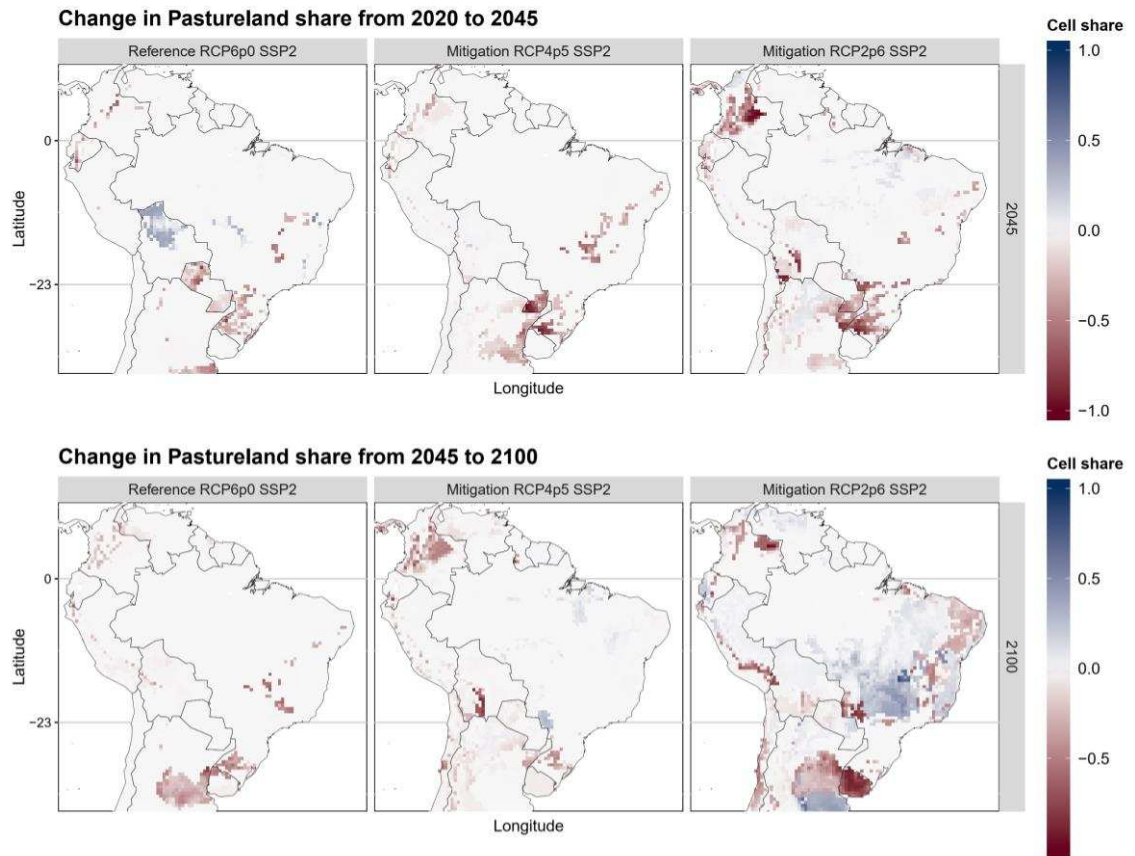 Change in Pastureland share from 2020 to 2045
Reference RCP6p0 SSP2
Mitigation RCP4p5 SSP2
Mitigation RCP2p6 SSP2
Cell share
1.0
0.5
0.0
−0.5
−1.0
0
−23
Latitude
2045
Longitude
Change in Pastureland share from 2045 to 2100
Reference RCP6p0 SSP2
Mitigation RCP4p5 SSP2
Mitigation RCP2p6 SSP2
Cell share
1.0
0.5
0.0
−0.5
0
−23
Latitude
2100
Longitude